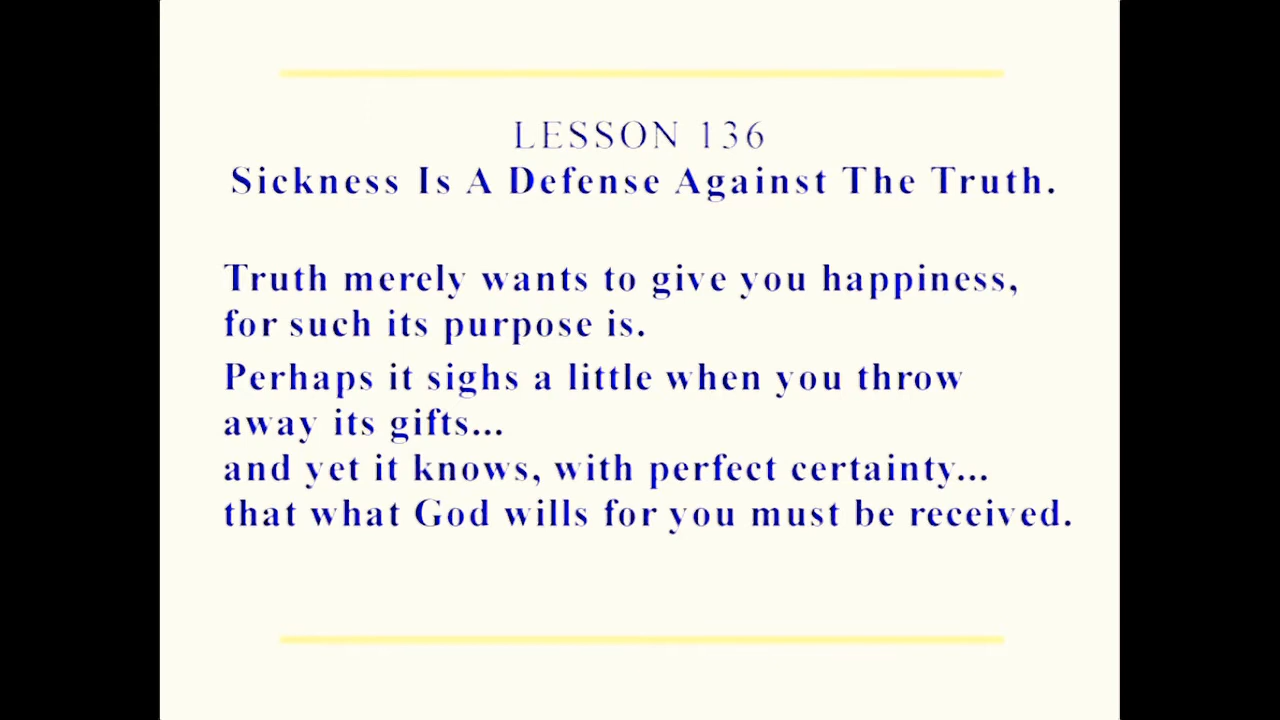 LESSON 136
Sickness Is A Defense Against The Truth.
Truth merely wants to give you happiness,
for such its purpose is.
Perhaps it sighs a little when you throw
away its gifts...
and yet it knows, with perfect certainty...
that what God wills for you must be received.